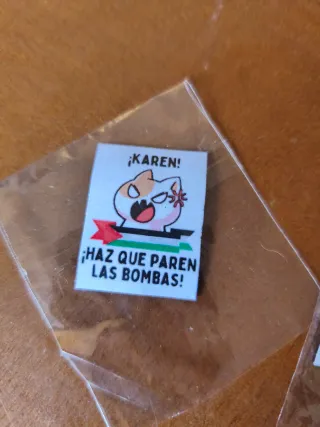 ¡KAREN!
¡HAZ QUE PAREN
LAS BOMBAS!